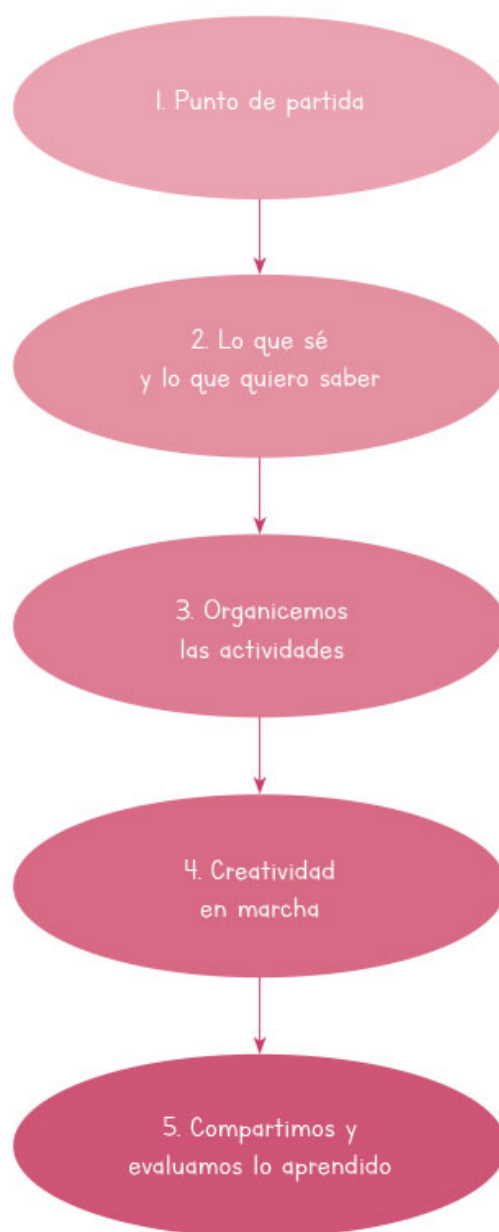 1. Punto de partida
2. Lo que sé
y lo que quiero saber
3. Organicemos
las actividades
4. Creatividad
en marcha
5. Compartimos y
evaluamos lo aprendido